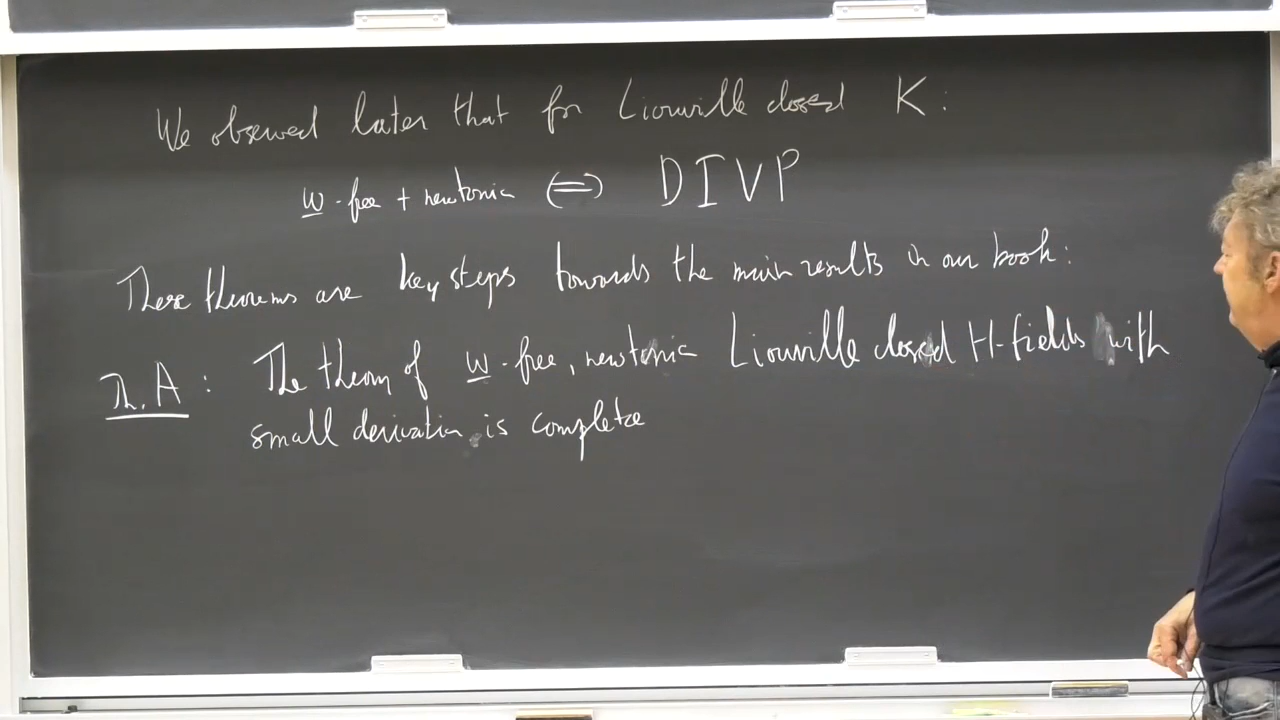 We observed later that for Liouville closed K:
w-free + newtonian ⇔ DIVP
These theorems are key steps towards the main results in our book:
Th. A: The theory of w-free, newtonian Liouville closed H-fields with
small derivation is complete